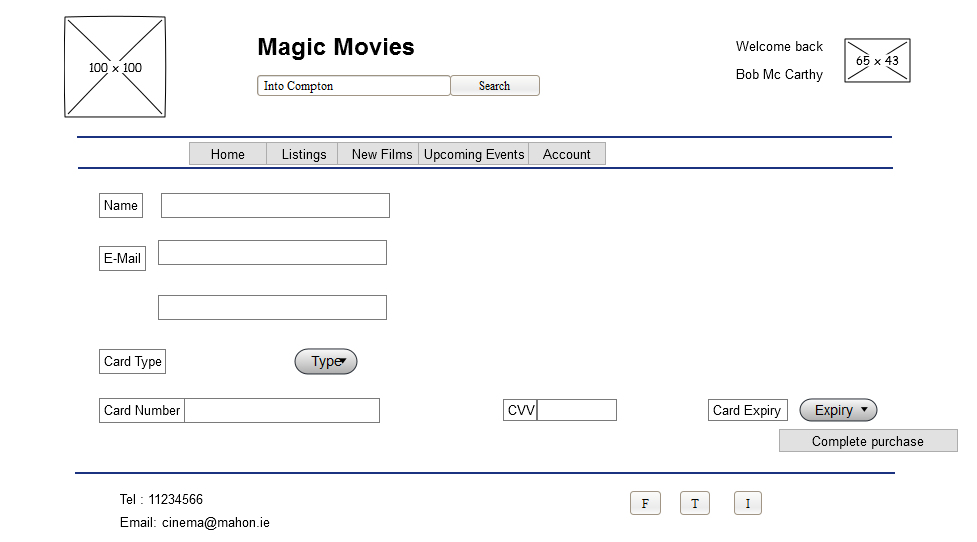 100 x 100
Magic Movies
Into Compton Search
Welcome back
Bob Mc Carthy
65 x 43
Home Listings New Films Upcoming Events Account
Name
E-Mail
Card Type Type
Card Number CVV Card Expiry Expiry
Complete purchase
Tel : 11234566
Email: cinema@mahon.ie
F T I